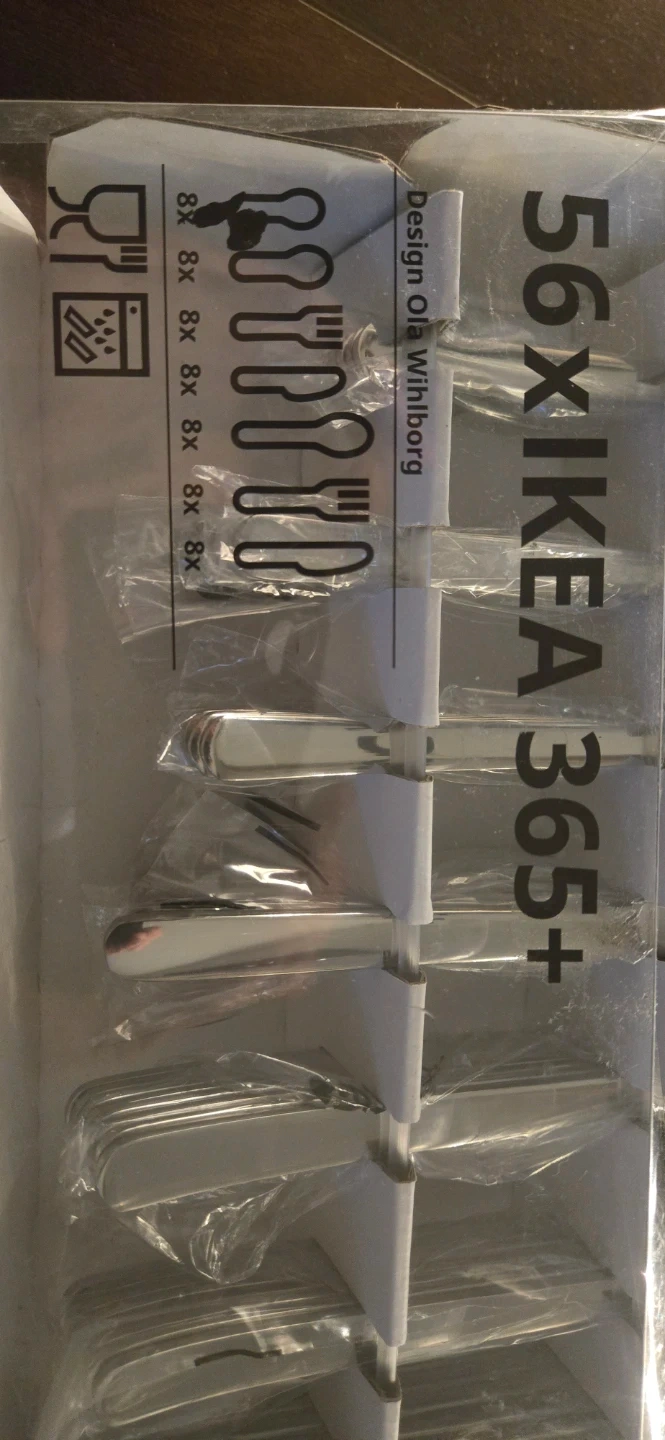 56 x IKEA 365+
Design Ola Wihlborg
8x 8x 8x 8x 8x 8x 8x